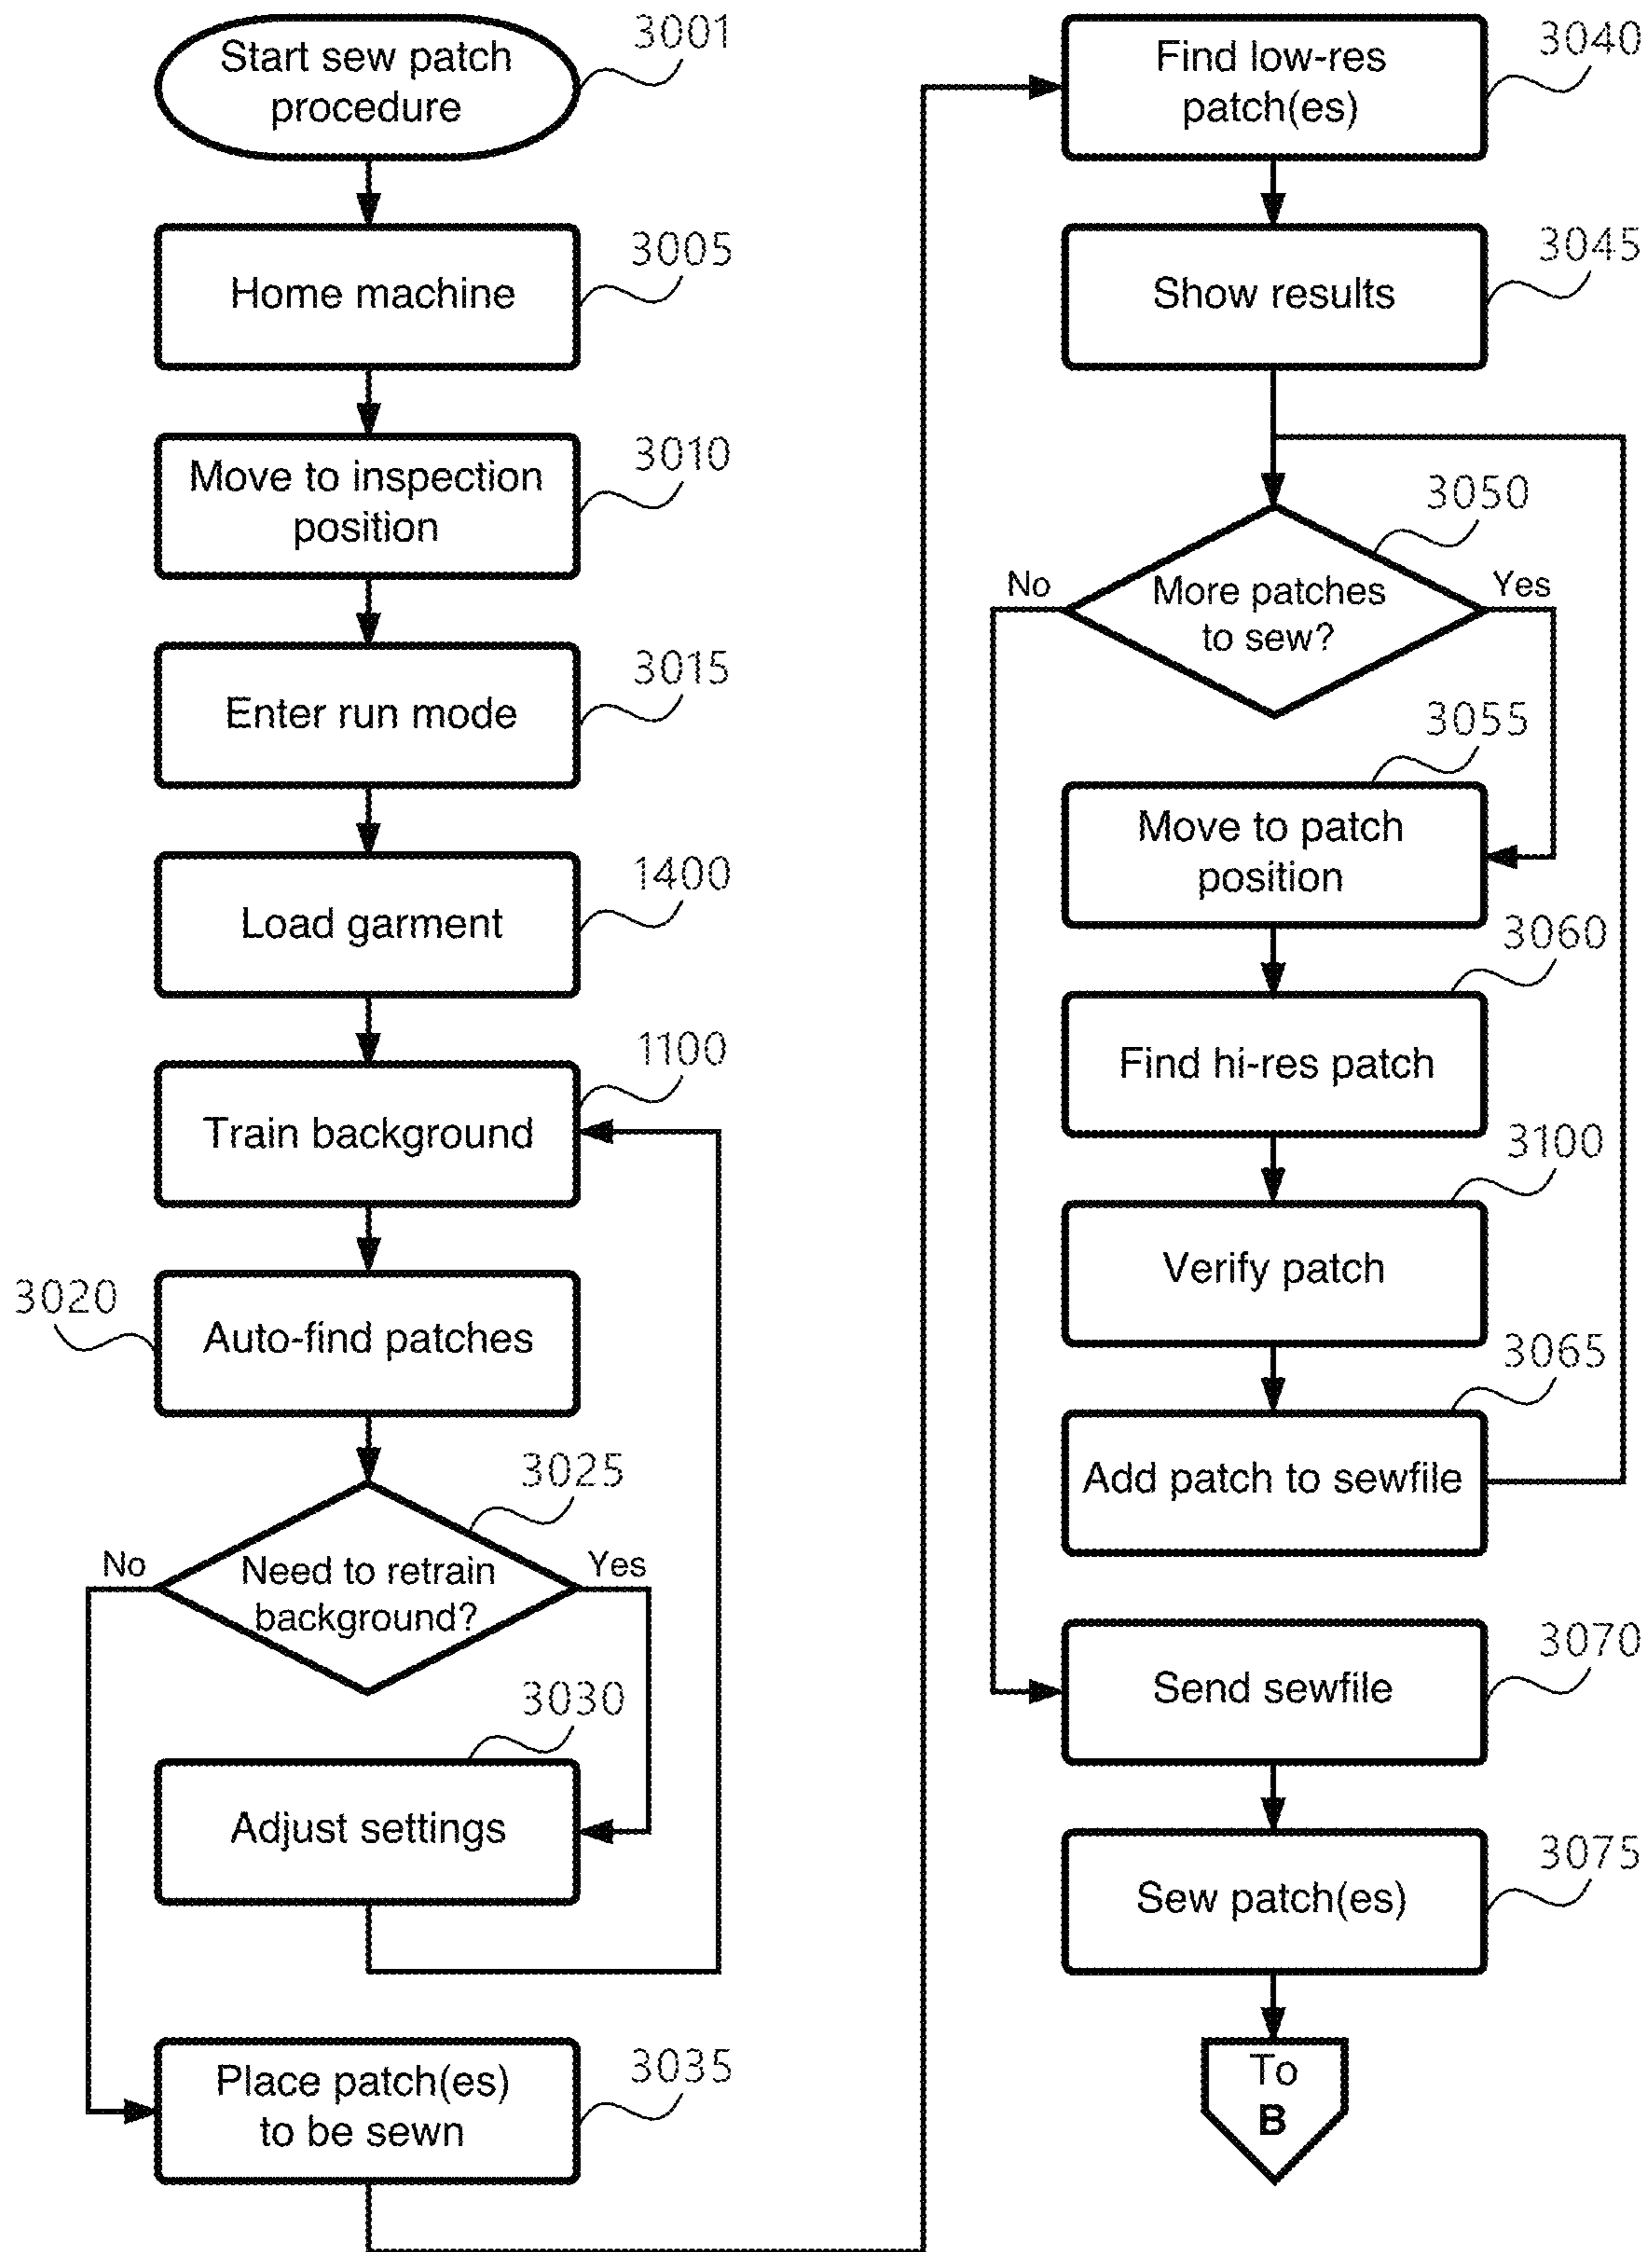 Start sew patch
procedure
3001
Home machine
3005
Move to inspection
position
3010
Enter run mode
3015
Load garment
1400
Train background
1100
Auto-find patches
3020
Need to retrain
background?
3025
No
Yes
Adjust settings
3030
Place patch(es)
to be sewn
3035
Find low-res
patch(es)
3040
Show results
3045
More patches
to sew?
3050
No
Yes
Move to patch
position
3055
Find hi-res patch
3060
Verify patch
3100
Add patch to sewfile
3065
Send sewfile
3070
Sew patch(es)
3075
To
B